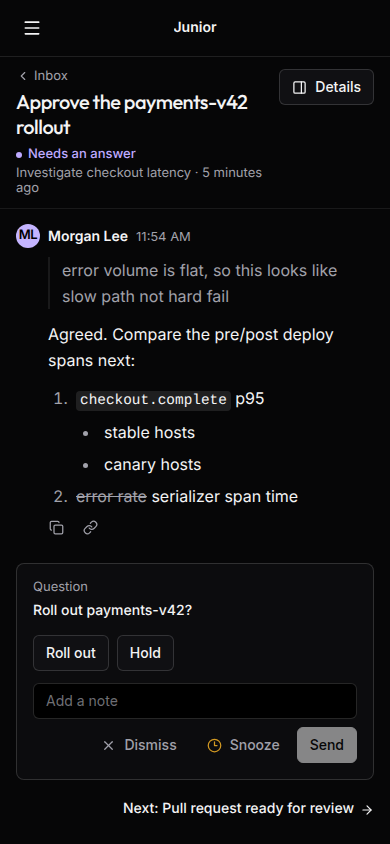 Junior
Inbox
Details
Approve the payments-v42
rollout
Needs an answer
Investigate checkout latency · 5 minutes
ago
ML Morgan Lee 11:54 AM
error volume is flat, so this looks like
slow path not hard fail
Agreed. Compare the pre/post deploy
spans next:
1. checkout.complete p95
• stable hosts
• canary hosts
2. error rate serializer span time
Question
Roll out payments-v42?
Roll out Hold
Add a note
Dismiss Snooze Send
Next: Pull request ready for review →